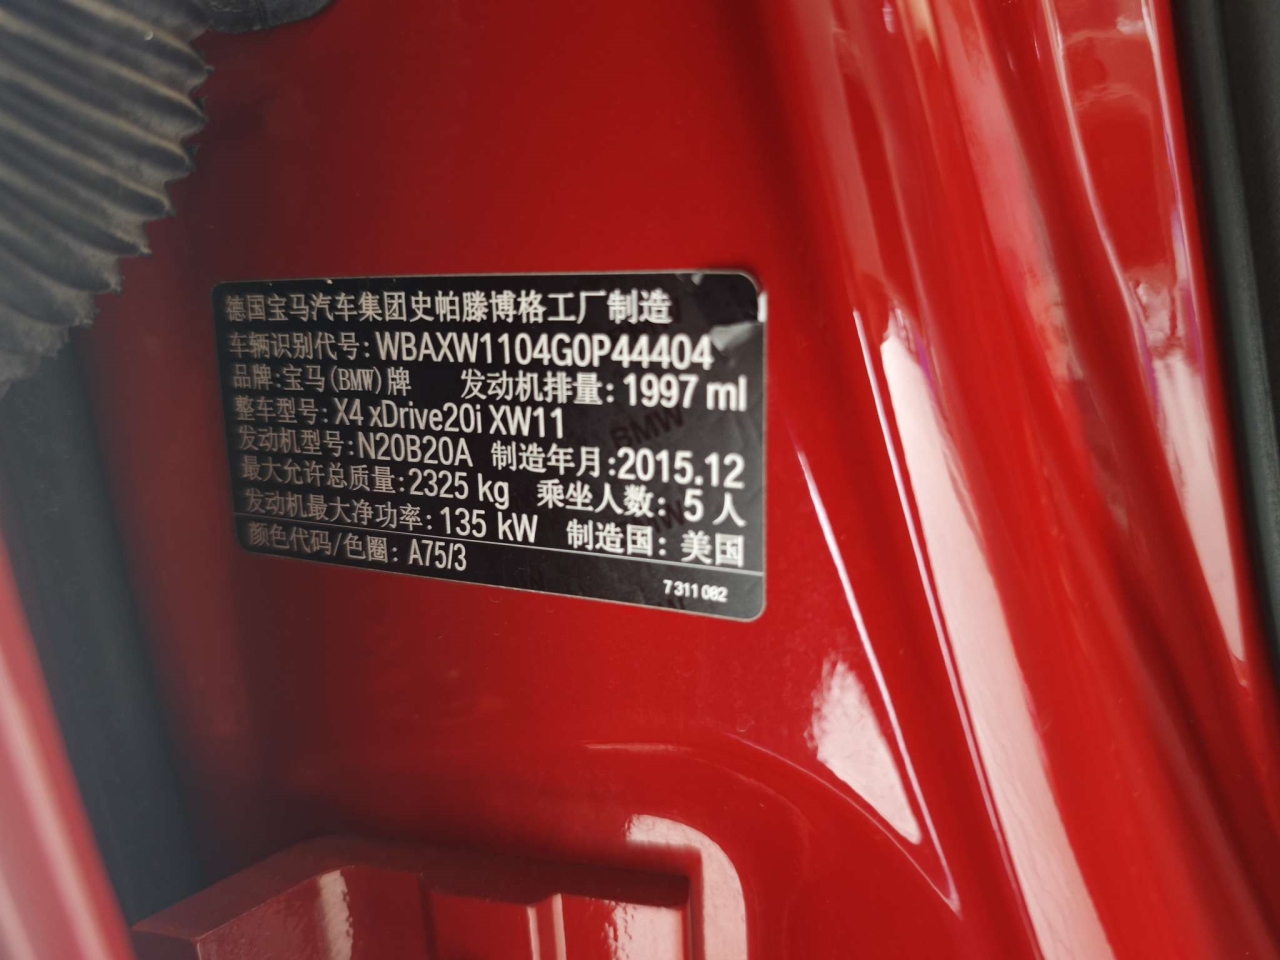 德国宝马汽车集团史帕滕博格工厂制造
车辆识别代号: WBAXW1104G0P44404
品牌: 宝马(BMW)牌 发动机排量: 1997 ml
整车型号: X4 xDrive20i XW11
发动机型号: N20B20A 制造年月: 2015.12
最大允许总质量: 2325 kg 乘坐人数: 5 人
发动机最大净功率: 135 kW 制造国: 美国
颜色代码/色圈: A75/3
7311082
BMW